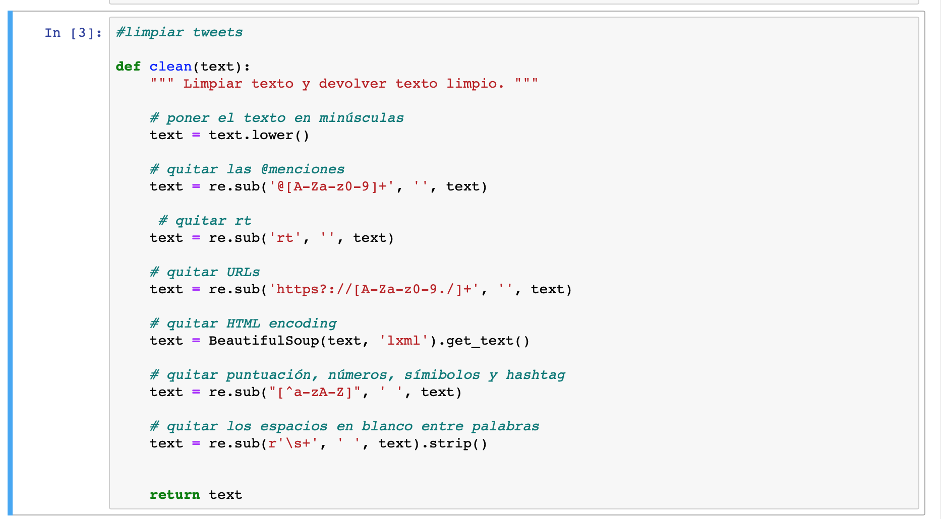 In [3]: #limpiar tweets
def clean(text):
""" Limpiar texto y devolver texto limpio. """
# poner el texto en minúsculas
text = text.lower()
# quitar las @menciones
text = re.sub('@[A-Za-z0-9]+', '', text)
# quitar rt
text = re.sub('rt', '', text)
# quitar URLs
text = re.sub('https?://[A-Za-z0-9./]+', '', text)
# quitar HTML encoding
text = BeautifulSoup(text, 'lxml').get_text()
# quitar puntuación, números, símibolos y hashtag
text = re.sub("[^a-zA-Z]", ' ', text)
# quitar los espacios en blanco entre palabras
text = re.sub(r'\s+', ' ', text).strip()
return text